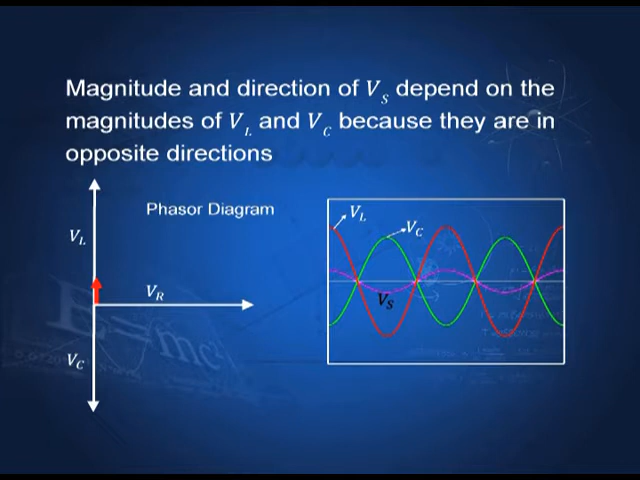 Magnitude and direction of V_S depend on the
magnitudes of V_L and V_C because they are in
opposite directions
Phasor Diagram
V_L
V_R
V_C
V_L
V_C
V_S
E=mc²